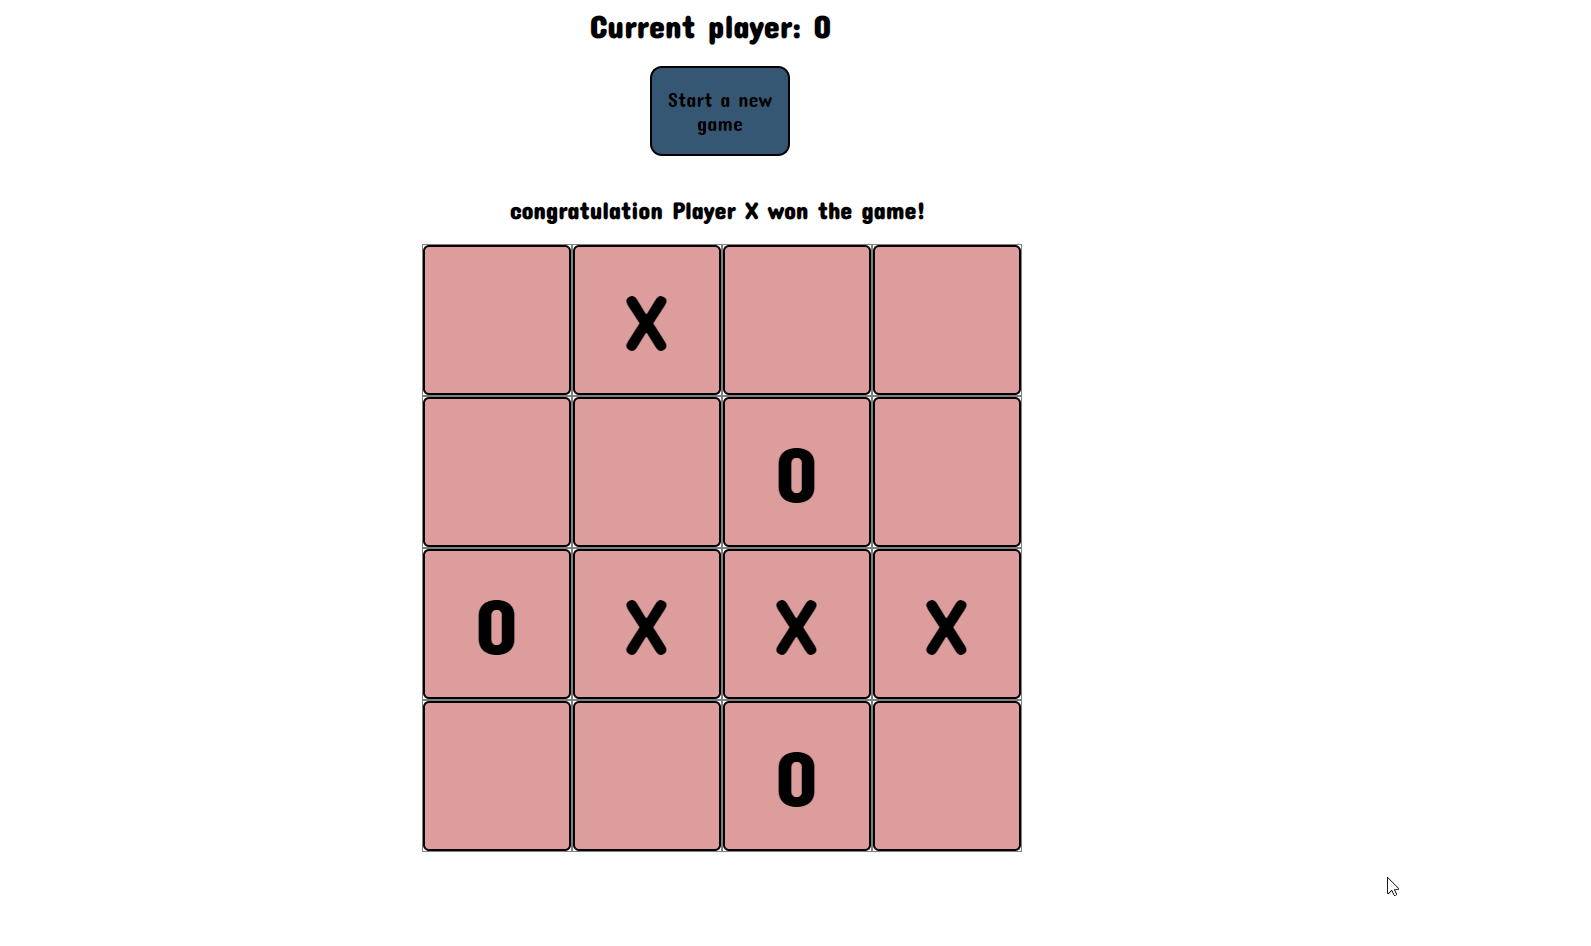 Current player: O
Start a new
game
congratulation Player X won the game!
X
O
O X X X
O